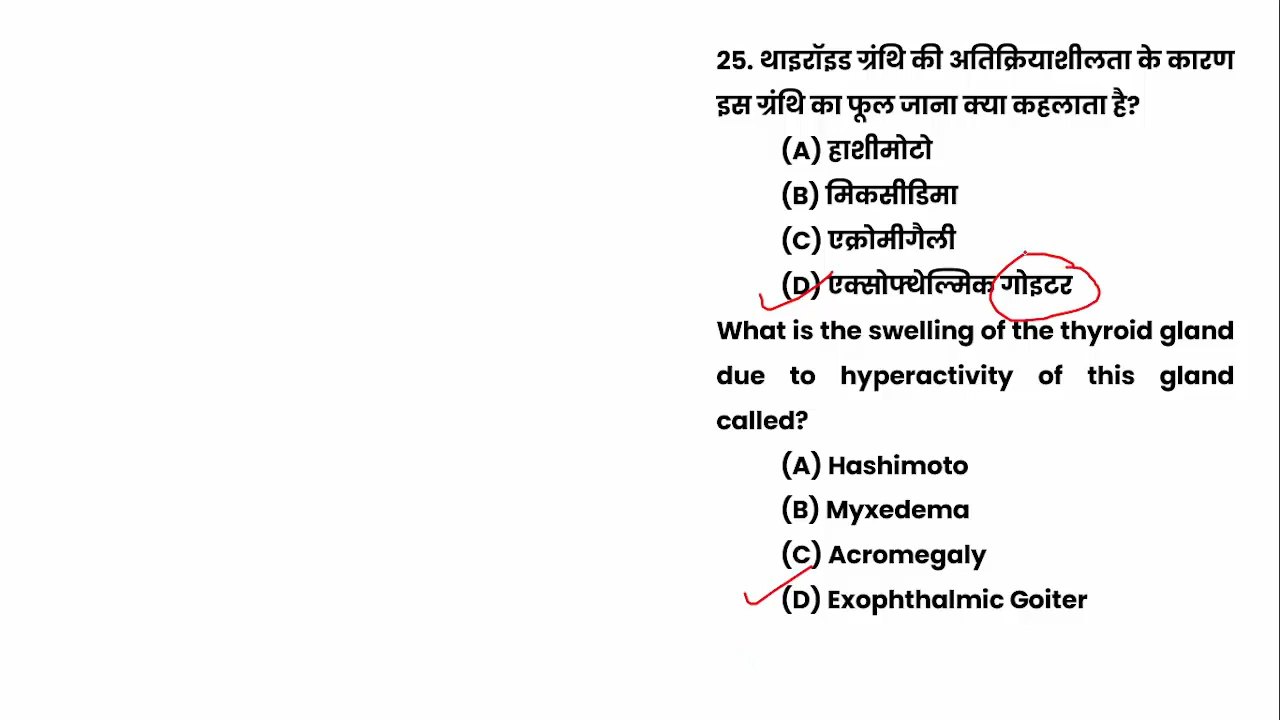 25. थाइरॉइड ग्रंथि की अतिक्रियाशीलता के कारण
इस ग्रंथि का फूल जाना क्या कहलाता है?
(A) हाशीमोटो
(B) मिकसीडिमा
(C) एक्रोमीगैली
(D) एक्सोफ्थेल्मिक गोइटर
What is the swelling of the thyroid gland
due to hyperactivity of this gland
called?
(A) Hashimoto
(B) Myxedema
(C) Acromegaly
(D) Exophthalmic Goiter